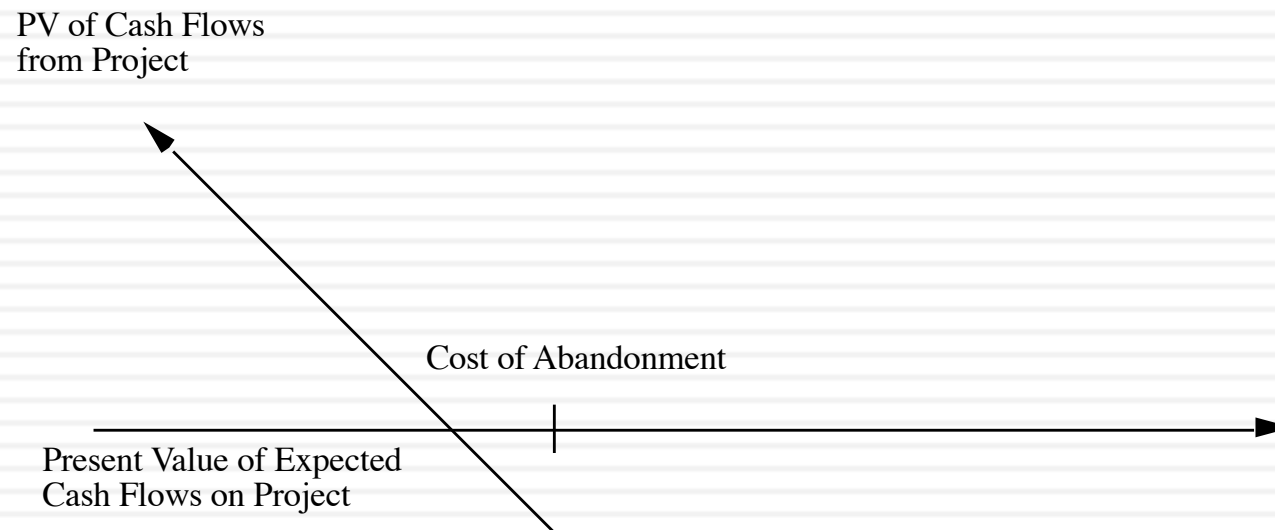 PV of Cash Flows
from Project
Cost of Abandonment
Present Value of Expected
Cash Flows on Project